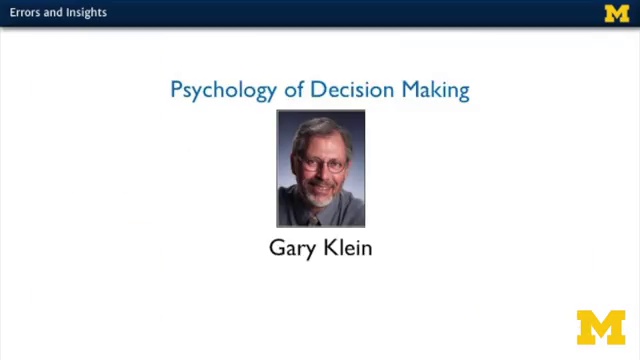 Errors and Insights
M
Psychology of Decision Making
Gary Klein
M